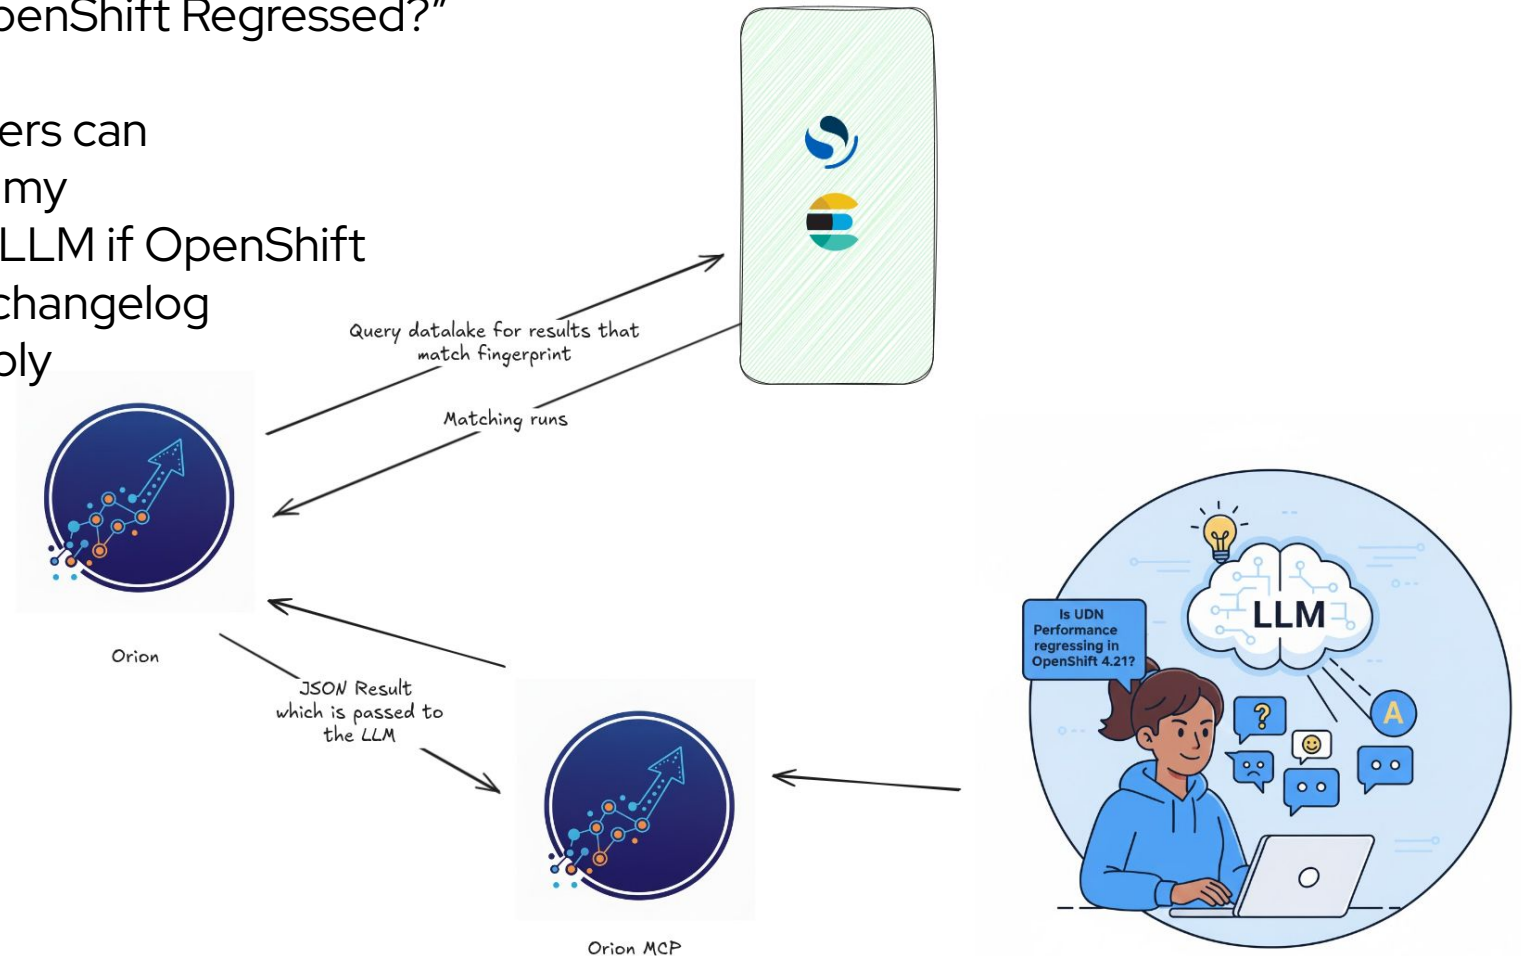 penShift Regressed?”
ers can
my
LLM if OpenShift
changelog
ply
Query datalake for results that
match fingerprint
Matching runs
Orion
JSON Result
which is passed to
the LLM
Orion MCP
Is UDN
Performance
regressing in
OpenShift 4.21?
LLM
?
A